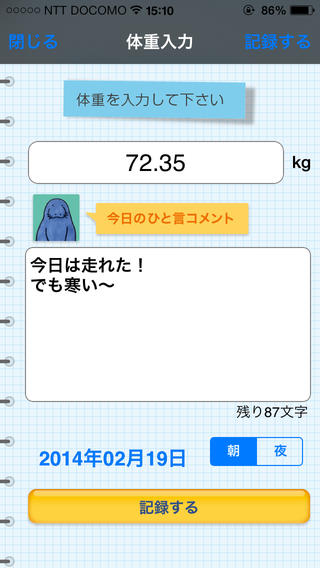 ○○○○○ NTT DOCOMO 15:10 86%
閉じる 体重入力 記録する
体重を入力して下さい
72.35 kg
今日のひと言コメント
今日は走れた！
でも寒い〜
残り87文字
2014年02月19日 朝 夜
記録する